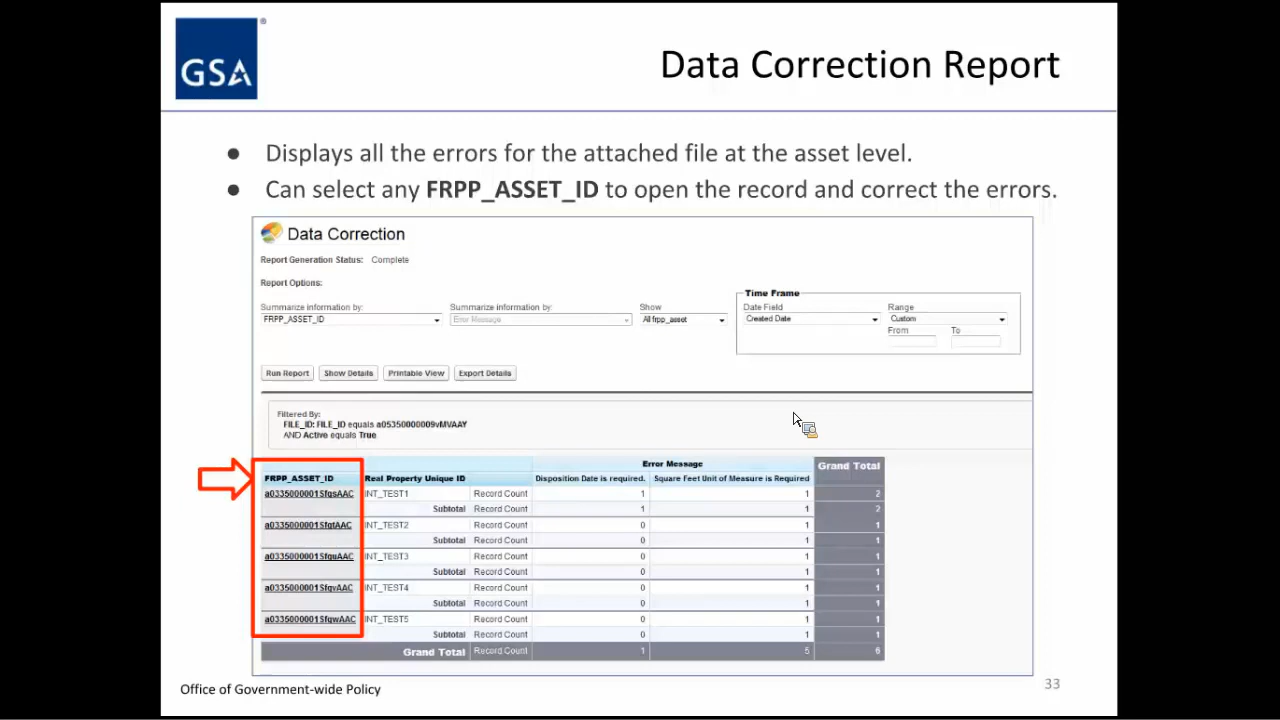 GSA
®
Data Correction Report
● Displays all the errors for the attached file at the asset level.
● Can select any FRPP_ASSET_ID to open the record and correct the errors.
Data Correction
Report Generation Status: Complete
Report Options:
Summarize information by: Summarize information by: Show
FRPP_ASSET_ID Error Message All frpp_asset
Time Frame
Date Field Range
Created Date Custom
From To
Run Report Show Details Printable View Export Details
Filtered By:
FILE_ID: FILE_ID equals a05350000009vMVAAY
AND Active equals True
Error Message Grand Total
FRPP_ASSET_ID Real Property Unique ID Disposition Date is required. Square Feet Unit of Measure is Required
a0335000001SfqsAAC INT_TEST1 Record Count 1 1 2
Subtotal Record Count 1 1 2
a0335000001SfqtAAC INT_TEST2 Record Count 0 1 1
Subtotal Record Count 0 1 1
a0335000001SfquAAC INT_TEST3 Record Count 0 1 1
Subtotal Record Count 0 1 1
a0335000001SfqvAAC INT_TEST4 Record Count 0 1 1
Subtotal Record Count 0 1 1
a0335000001SfqwAAC INT_TEST5 Record Count 0 1 1
Subtotal Record Count 0 1 1
Grand Total Record Count 1 5 6
Office of Government-wide Policy
33